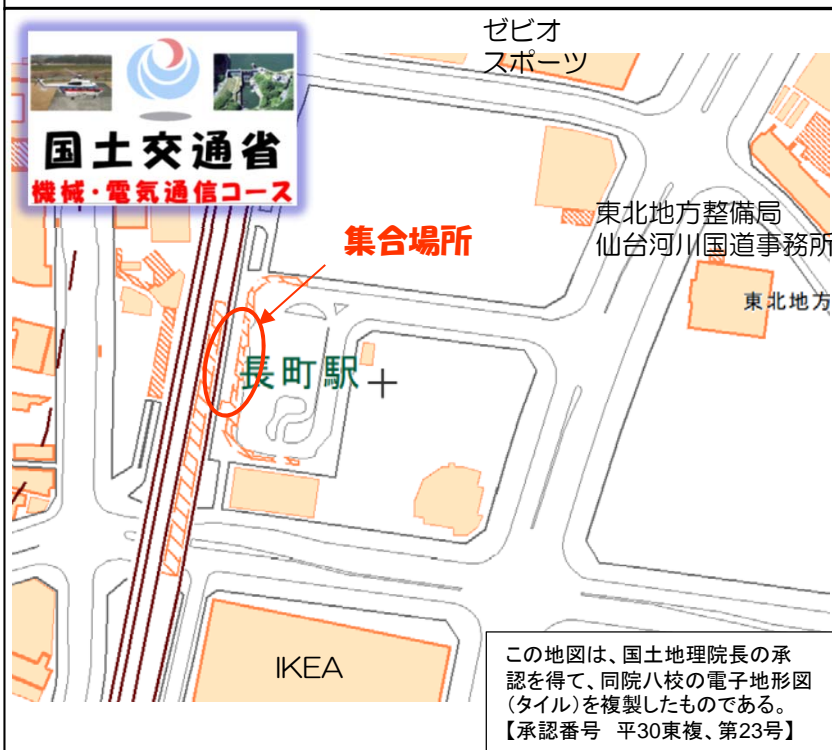 ゼビオ
スポーツ
国土交通省
機械・電気通信コース
集合場所
東北地方整備局
仙台河川国道事務所
東北地方
長町駅
IKEA
この地図は、国土地理院長の承
認を得て、同院八校の電子地形図
(タイル)を複製したものである。
【承認番号 平30東複、第23号】